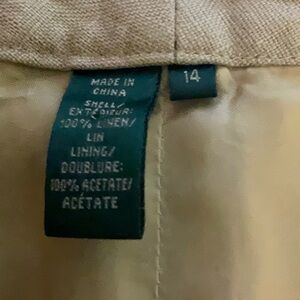 MADE IN
CHINA
SHELL/
EXTÉRIEUR:
100% LINEN/
LIN
LINING/
DOUBLURE:
100% ACETATE/
ACÉTATE
14